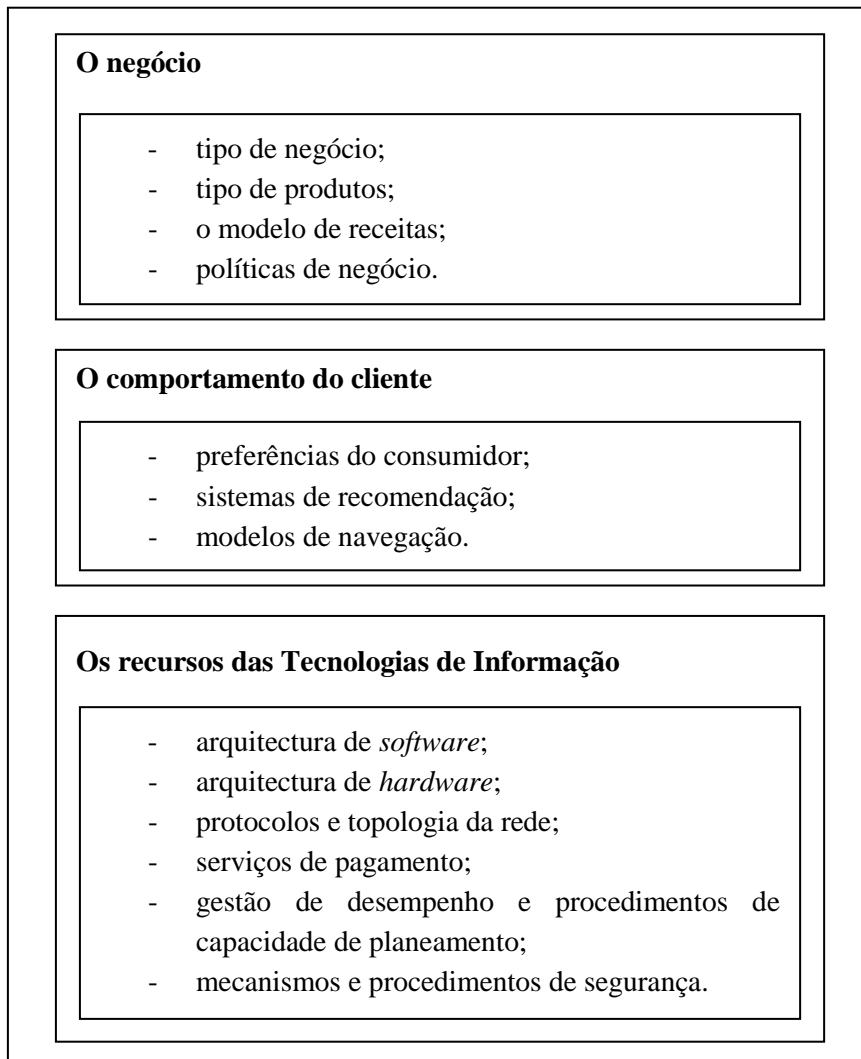 O negócio
- tipo de negócio;
- tipo de produtos;
- o modelo de receitas;
- políticas de negócio.
O comportamento do cliente
- preferências do consumidor;
- sistemas de recomendação;
- modelos de navegação.
Os recursos das Tecnologias de Informação
- arquitectura de software;
- arquitectura de hardware;
- protocolos e topologia da rede;
- serviços de pagamento;
- gestão de desempenho e procedimentos de
capacidade de planeamento;
- mecanismos e procedimentos de segurança.